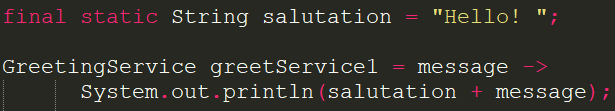 final static String salutation = "Hello! ";
GreetingService greetService1 = message ->
System.out.println(salutation + message);